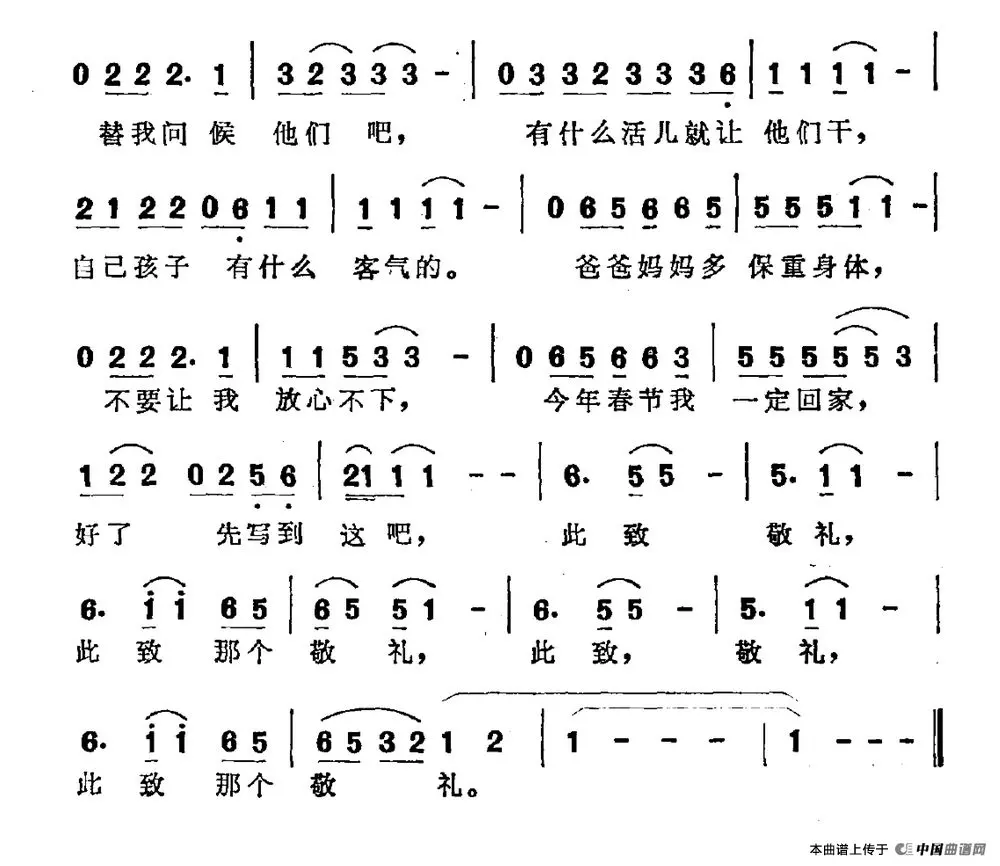 0 2 2 2 2. 1 | 3 2 3 3 3 - | 0 3 3 2 3 3 3 6 | 1 1 1 1 - |
替我问候 他们 吧, 有什么活儿就让 他们干,
2 1 2 2 0 6 1 1 | 1 1 1 1 - | 0 6 5 6 6 5 | 5 5 5 1 1 - |
自己孩子 有什么 客气的。 爸爸妈妈多 保重身体,
0 2 2 2 2. 1 | 1 1 5 3 3 - | 0 6 5 6 6 3 | 5 5 5 5 5 3 |
不要让 我 放心不下, 今年春节我 一定回家,
1 2 2 0 2 5 6 | 2 1 1 1 - - | 6. 5 5 - | 5. 1 1 - |
好了 先写到 这吧, 此 致 敬礼,
6. 1 1 6 5 | 6 5 5 1 - | 6. 5 5 - | 5. 1 1 - |
此 致 那个 敬 礼, 此 致, 敬 礼,
6. 1 1 6 5 | 6 5 3 2 1 2 | 1 - - - | 1 - - - ||
此 致 那个 敬 礼。
本曲谱上传于 中国曲谱网